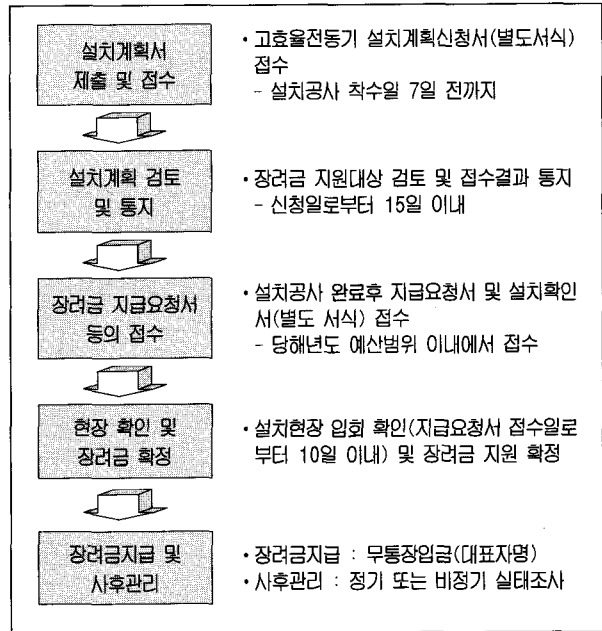 설치계획서
제출 및 접수
· 고효율전동기 설치계획신청서(별도서식)
접수
- 설치공사 착수일 7일 전까지
설치계획 검토
및 통지
· 장려금 지원대상 검토 및 접수결과 통지
- 신청일로부터 15일 이내
장려금 지급요청서
등의 접수
· 설치공사 완료후 지급요청서 및 설치확인
서(별도 서식) 접수
- 당해년도 예산범위 이내에서 접수
현장 확인 및
장려금 확정
· 설치현장 입회 확인(지급요청서 접수일로
부터 10일 이내) 및 장려금 지원 확정
장려금지급 및
사후관리
· 장려금지급 : 무통장입금(대표자명)
· 사후관리 : 정기 또는 비정기 실태조사